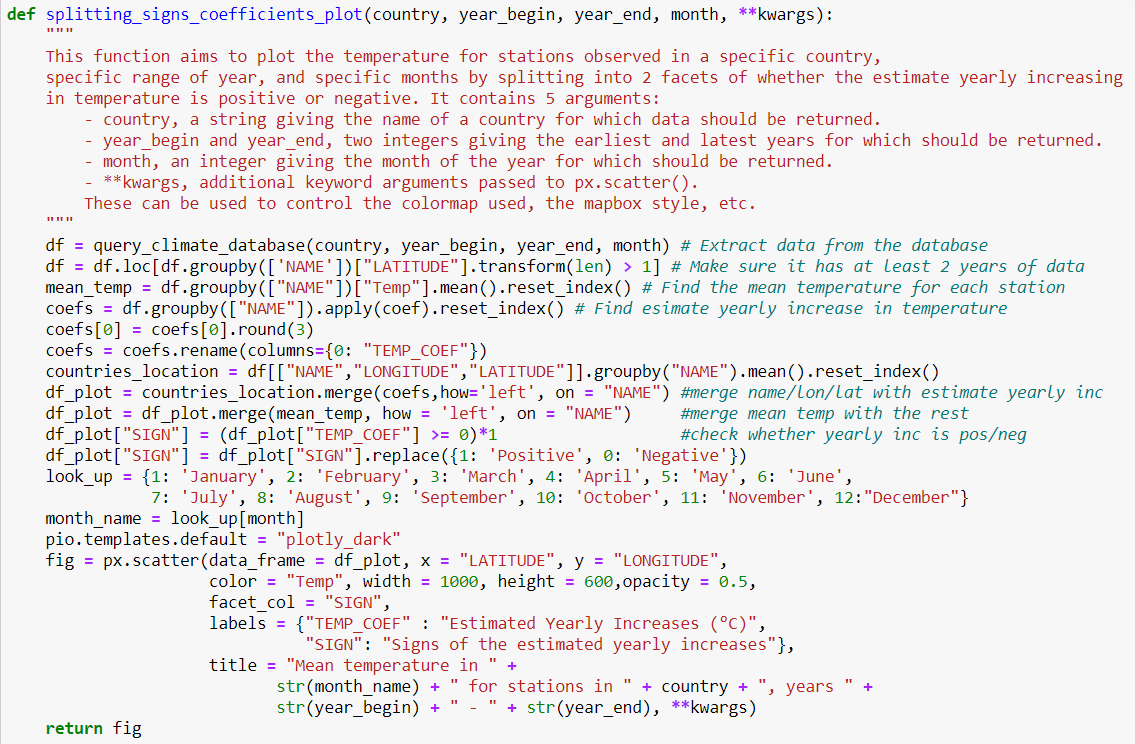 def splitting_signs_coefficients_plot(country, year_begin, year_end, month, **kwargs):
    """
    This function aims to plot the temperature for stations observed in a specific country,
    specific range of year, and specific months by splitting into 2 facets of whether the estimate yearly increasing
    in temperature is positive or negative. It contains 5 arguments:
        - country, a string giving the name of a country for which data should be returned.
        - year_begin and year_end, two integers giving the earliest and latest years for which should be returned.
        - month, an integer giving the month of the year for which should be returned.
        - **kwargs, additional keyword arguments passed to px.scatter().
        These can be used to control the colormap used, the mapbox style, etc.
    """
    df = query_climate_database(country, year_begin, year_end, month) # Extract data from the database
    df = df.loc[df.groupby(['NAME'])["LATITUDE"].transform(len) > 1] # Make sure it has at least 2 years of data
    mean_temp = df.groupby(["NAME"])["Temp"].mean().reset_index() # Find the mean temperature for each station
    coefs = df.groupby(["NAME"]).apply(coef).reset_index() # Find esimate yearly increase in temperature
    coefs[0] = coefs[0].round(3)
    coefs = coefs.rename(columns={0: "TEMP_COEF"})
    countries_location = df[["NAME","LONGITUDE","LATITUDE"]].groupby("NAME").mean().reset_index()
    df_plot = countries_location.merge(coefs,how='left', on = "NAME") #merge name/lon/lat with estimate yearly inc
    df_plot = df_plot.merge(mean_temp, how = 'left', on = "NAME")     #merge mean temp with the rest
    df_plot["SIGN"] = (df_plot["TEMP_COEF"] >= 0)*1                   #check whether yearly inc is pos/neg
    df_plot["SIGN"] = df_plot["SIGN"].replace({1: 'Positive', 0: 'Negative'})
    look_up = {1: 'January', 2: 'February', 3: 'March', 4: 'April', 5: 'May', 6: 'June',
               7: 'July', 8: 'August', 9: 'September', 10: 'October', 11: 'November', 12:"December"}
    month_name = look_up[month]
    pio.templates.default = "plotly_dark"
    fig = px.scatter(data_frame = df_plot, x = "LATITUDE", y = "LONGITUDE",
                     color = "Temp", width = 1000, height = 600,opacity = 0.5,
                     facet_col = "SIGN",
                     labels = {"TEMP_COEF" : "Estimated Yearly Increases (°C)",
                               "SIGN": "Signs of the estimated yearly increases"},
                     title = "Mean temperature in " +
                             str(month_name) + " for stations in " + country + ", years " +
                             str(year_begin) + " - " + str(year_end), **kwargs)
    return fig